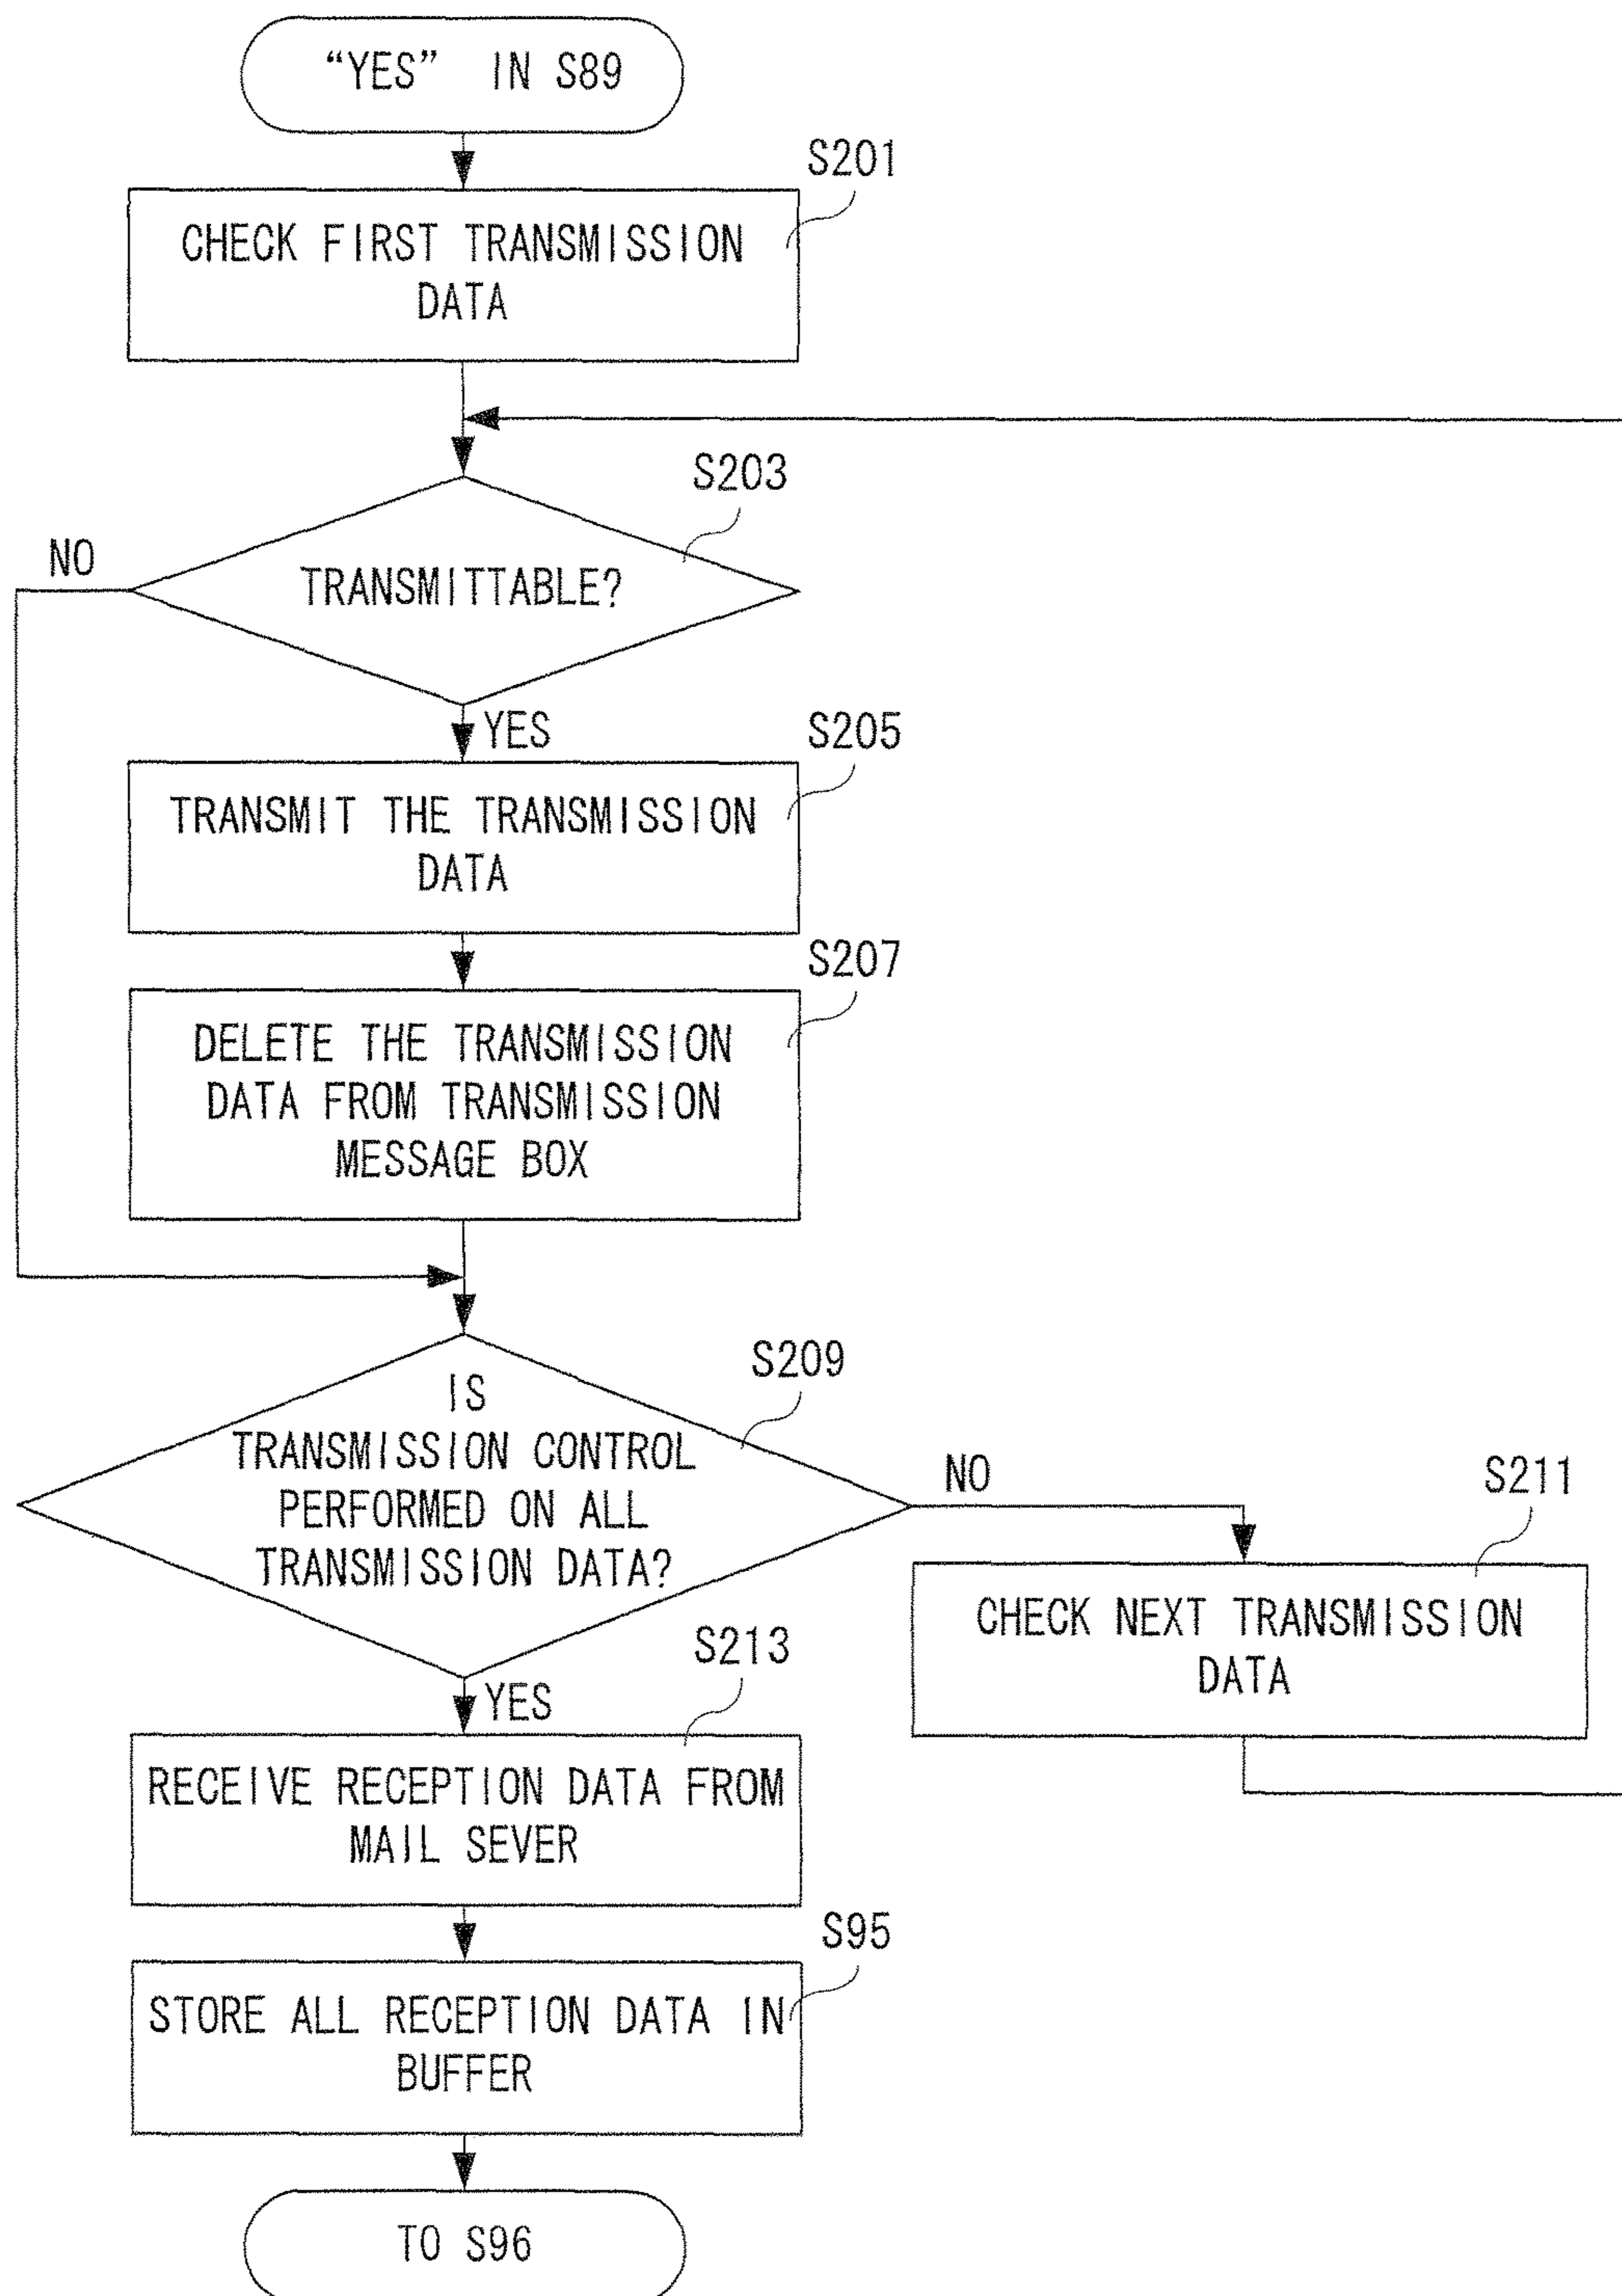 “YES” IN S89
S201
CHECK FIRST TRANSMISSION
DATA
S203
NO
TRANSMITTABLE?
YES
S205
TRANSMIT THE TRANSMISSION
DATA
S207
DELETE THE TRANSMISSION
DATA FROM TRANSMISSION
MESSAGE BOX
S209
IS
TRANSMISSION CONTROL
PERFORMED ON ALL
TRANSMISSION DATA?
NO
S211
CHECK NEXT TRANSMISSION
DATA
S213
YES
RECEIVE RECEPTION DATA FROM
MAIL SEVER
S95
STORE ALL RECEPTION DATA IN
BUFFER
TO S96